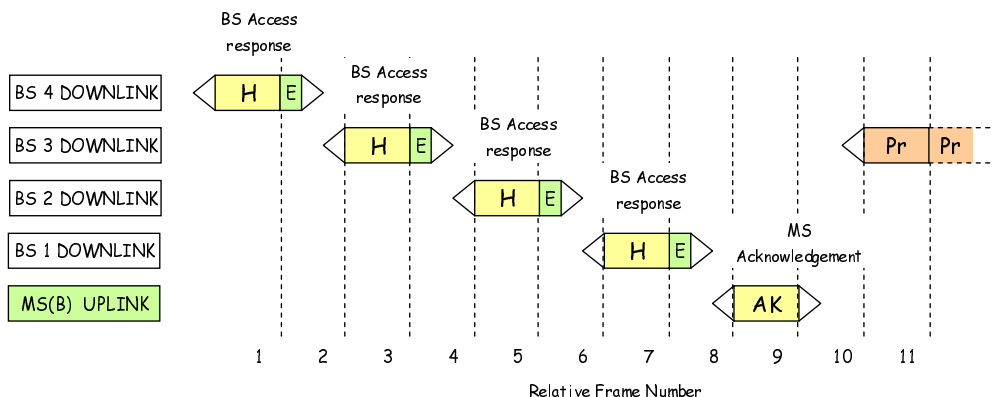 BS Access
response
BS 4 DOWNLINK
H
E
BS Access
response
BS 3 DOWNLINK
H
E
Pr
Pr
BS Access
response
BS 2 DOWNLINK
H
E
BS Access
response
BS 1 DOWNLINK
H
E
MS
Acknowledgement
MS(B) UPLINK
AK
1 2 3 4 5 6 7 8 9 10 11
Relative Frame Number